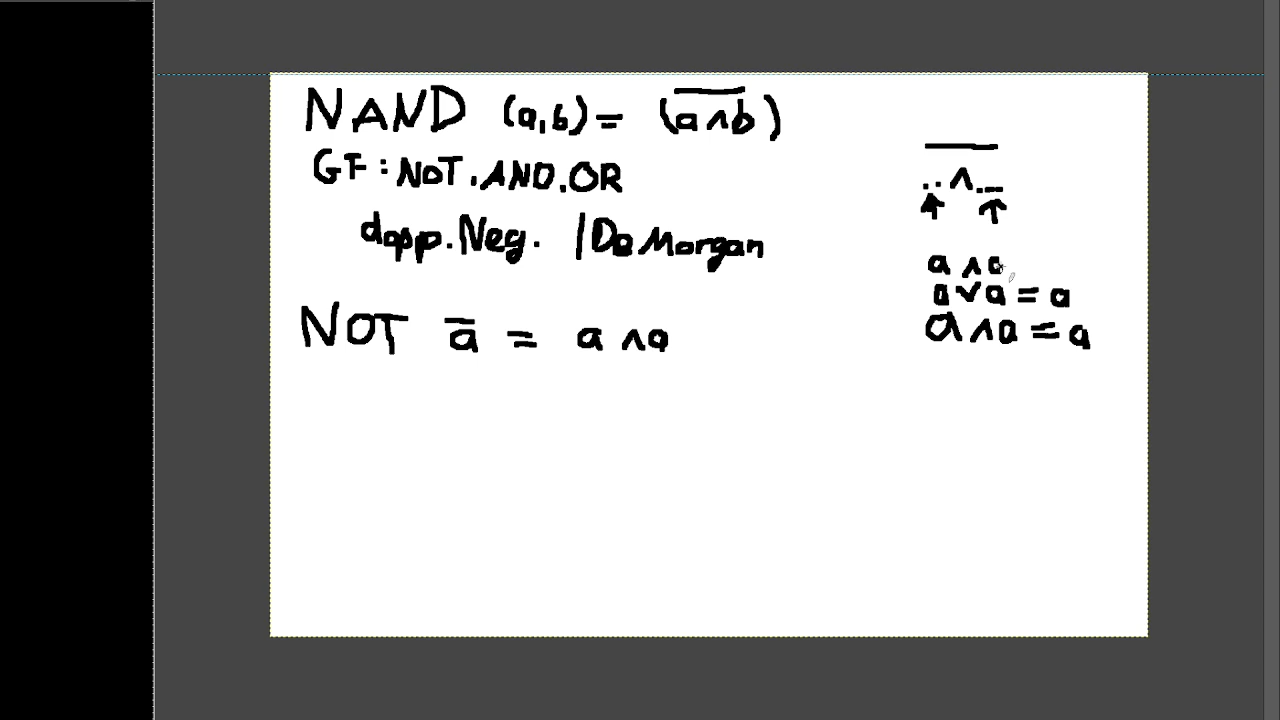 NAND (a,b) = (a̅∧̅b̅)
GF: NOT.AND.OR
dopp.Neg. |De Morgan
NOT a̅ = a ∧a
..∧..
a ∧a
a∨a = a
a∧a = a